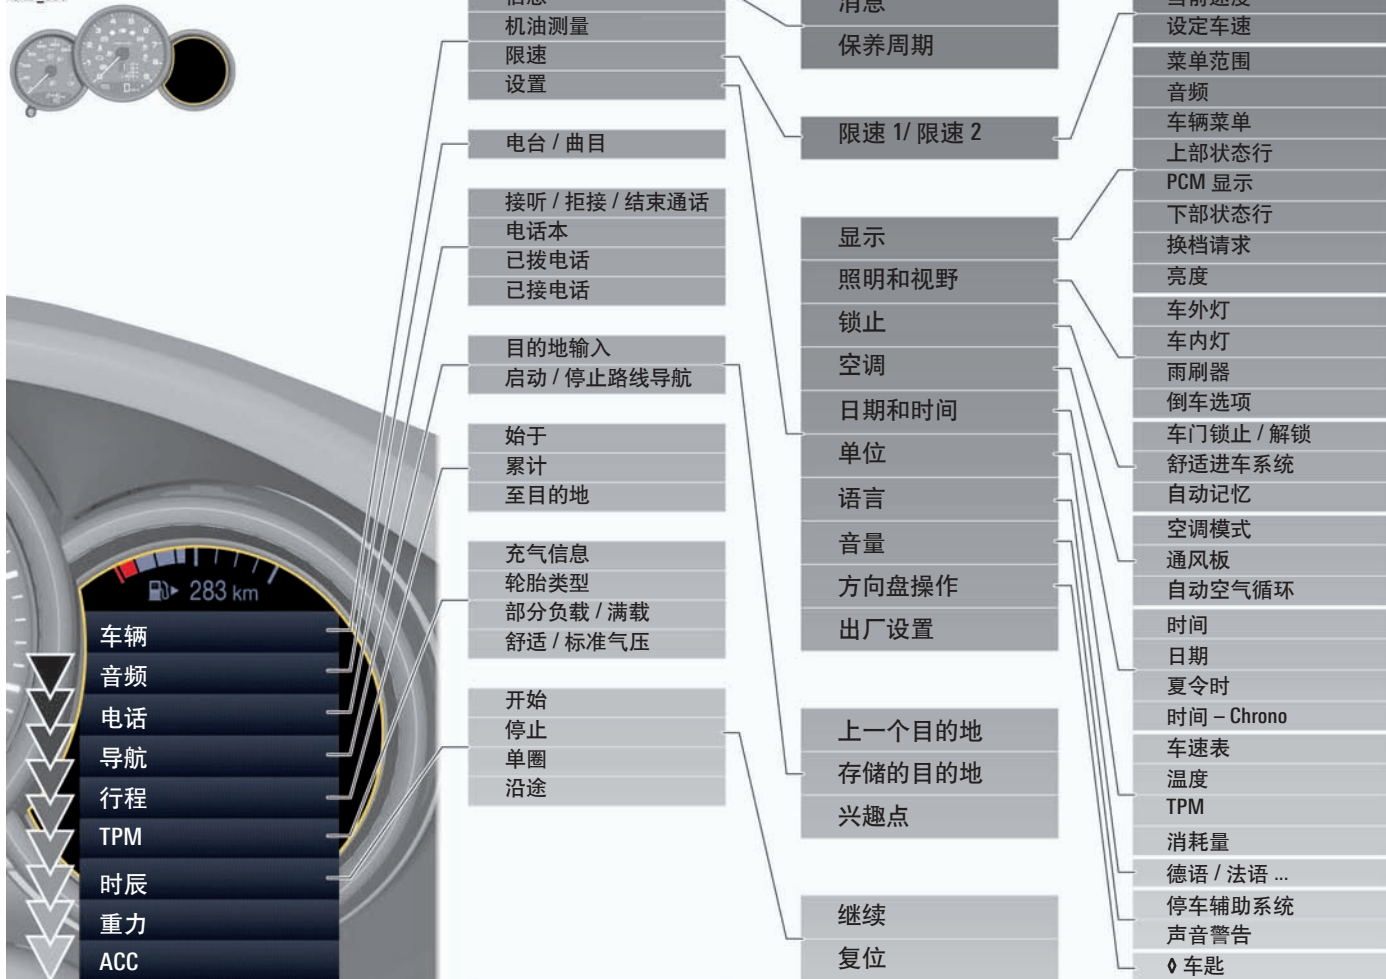 信息
机油测量
限速
设置
电台 / 曲目
接听 / 拒接 / 结束通话
电话本
已拨电话
已接电话
目的地输入
启动 / 停止路线导航
始于
累计
至目的地
充气信息
轮胎类型
部分负载 / 满载
舒适 / 标准气压
开始
停止
单圈
沿途
283 km
车辆
音频
电话
导航
行程
TPM
时辰
重力
ACC
消息
保养周期
限速 1/ 限速 2
显示
照明和视野
锁止
空调
日期和时间
单位
语言
音量
方向盘操作
出厂设置
上一个目的地
存储的目的地
兴趣点
继续
复位
当前速度
设定车速
菜单范围
音频
车辆菜单
上部状态行
PCM 显示
下部状态行
换档请求
亮度
车外灯
车内灯
雨刷器
倒车选项
车门锁止 / 解锁
舒适进车系统
自动记忆
空调模式
通风板
自动空气循环
时间
日期
夏令时
时间 – Chrono
车速表
温度
TPM
消耗量
德语 / 法语 ...
停车辅助系统
声音警告
◊ 车匙